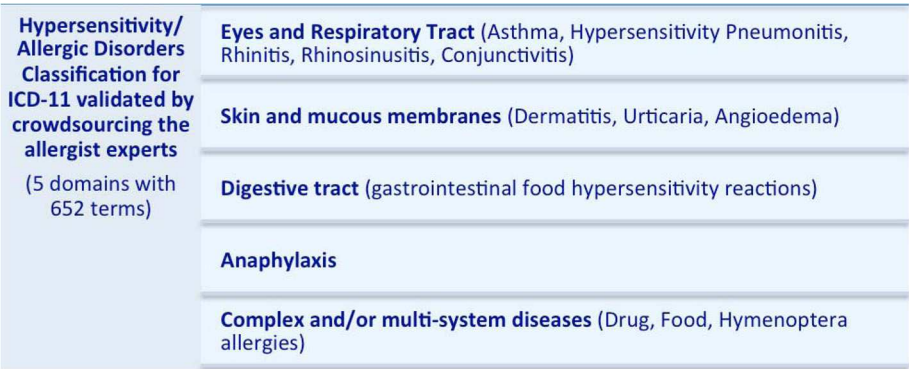 Hypersensitivity/
Allergic Disorders
Classification for
ICD-11 validated by
crowdsourcing the
allergist experts
(5 domains with
652 terms)
Eyes and Respiratory Tract (Asthma, Hypersensitivity Pneumonitis,
Rhinitis, Rhinosinusitis, Conjunctivitis)
Skin and mucous membranes (Dermatitis, Urticaria, Angioedema)
Digestive tract (gastrointestinal food hypersensitivity reactions)
Anaphylaxis
Complex and/or multi-system diseases (Drug, Food, Hymenoptera
allergies)